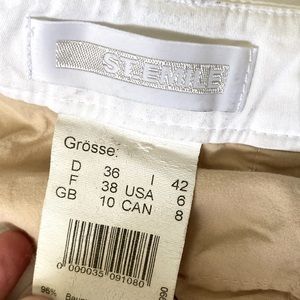 ST. EMILE
Grösse:
D 36 I 42
F 38 USA 6
GB 10 CAN 8
0 000035 091080
96%